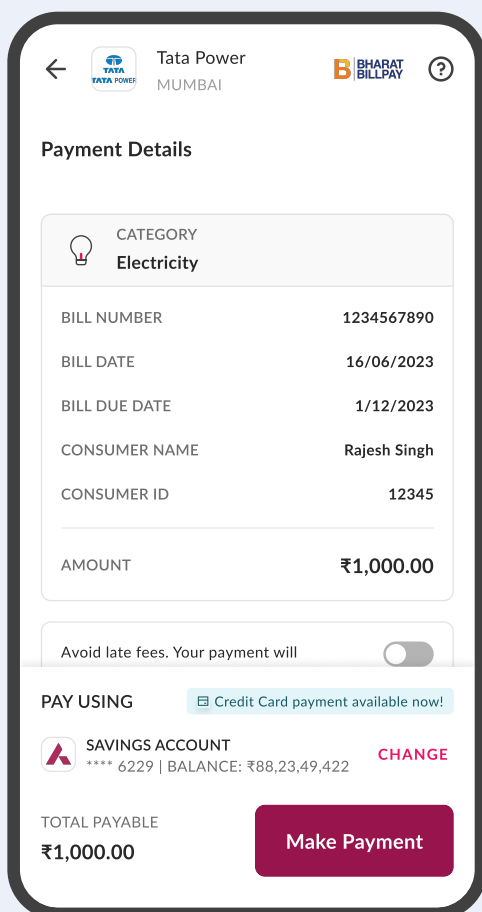 Tata Power
MUMBAI
TATA
TATA POWER
B BHARAT
BILLPAY
?
Payment Details
CATEGORY
Electricity
BILL NUMBER 1234567890
BILL DATE 16/06/2023
BILL DUE DATE 1/12/2023
CONSUMER NAME Rajesh Singh
CONSUMER ID 12345
AMOUNT ₹1,000.00
Avoid late fees. Your payment will
PAY USING Credit Card payment available now!
SAVINGS ACCOUNT
**** 6229 | BALANCE: ₹88,23,49,422 CHANGE
TOTAL PAYABLE
₹1,000.00
Make Payment